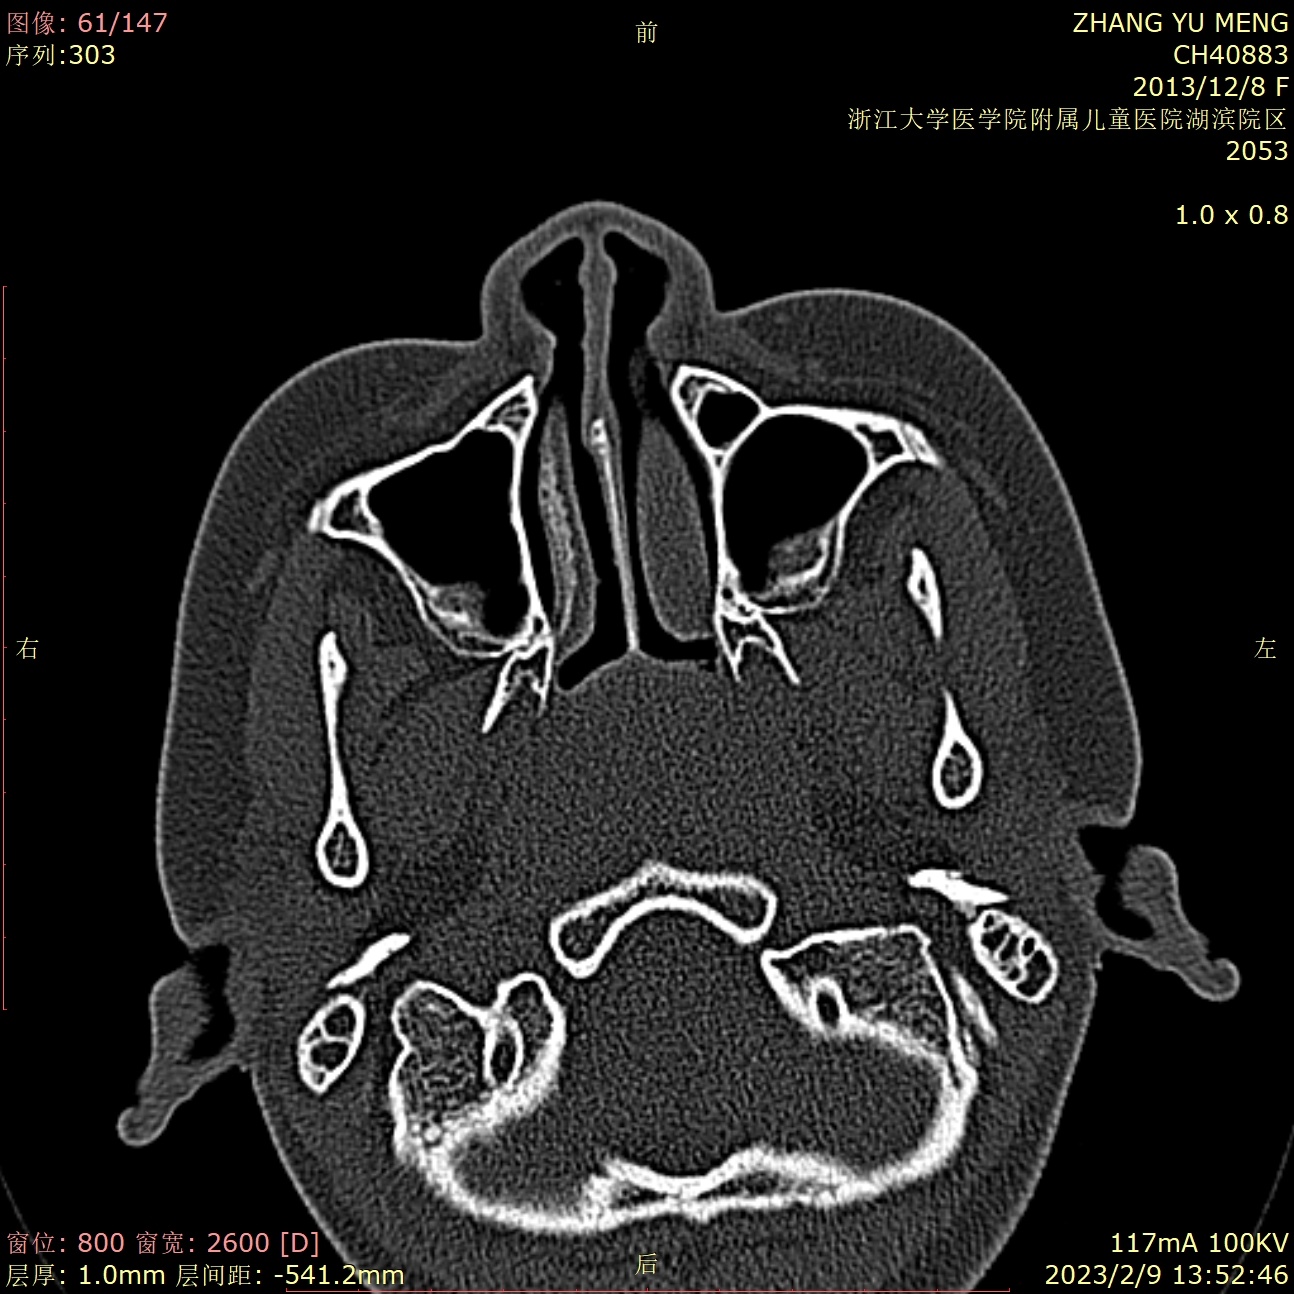 图像: 61/147
序列:303
前
ZHANG YU MENG
CH40883
2013/12/8 F
浙江大学医学院附属儿童医院湖滨院区
2053
1.0 x 0.8
右
左
窗位: 800 窗宽: 2600 [D]
层厚: 1.0mm 层间距: -541.2mm
后
117mA 100KV
2023/2/9 13:52:46